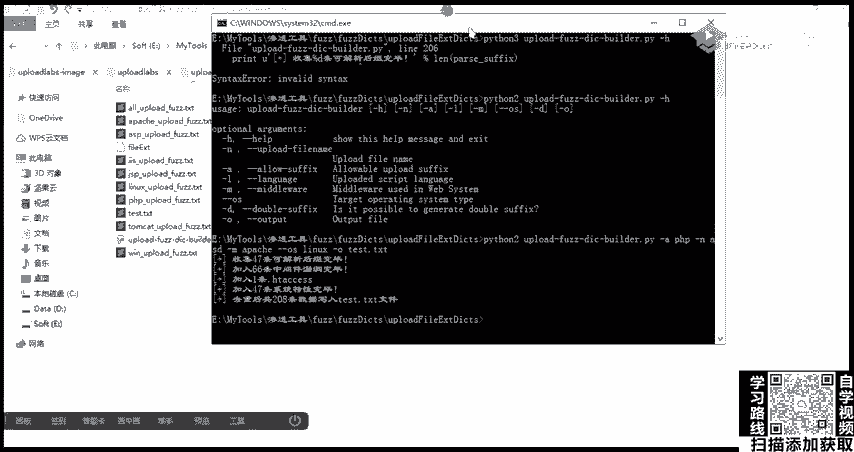 C:\WINDOWS\system32\cmd.exe
主页 共享 查看
此电脑 Soft (E:) MyTools
uploadlabs-image uploadlabs
快速访问
OneDrive
WPS云文档
此电脑
3D 对象
坚果云
视频
图片
文档
下载
音乐
桌面
本地磁盘 (C:)
Data (D:)
Soft (E:)
网络
名称
all_upload_fuzz.txt
apache_upload_fuzz.txt
asp_upload_fuzz.txt
fileExt
iis_upload_fuzz.txt
jsp_upload_fuzz.txt
linux_upload_fuzz.txt
php_upload_fuzz.txt
test.txt
tomcat_upload_fuzz.txt
upload-fuzz-dic-builder
win_upload_fuzz.txt
E:\MyTools\渗透工具\fuzz\fuzzDicts\uploadFileExtDicts>python3 upload-fuzz-dic-builder.py -h
File "upload-fuzz-dic-builder.py", line 206
print u'[+] 收集%d条可解析后缀完毕！' % len(parse_suffix)
SyntaxError: invalid syntax
E:\MyTools\渗透工具\fuzz\fuzzDicts\uploadFileExtDicts>python2 upload-fuzz-dic-builder.py -h
usage: upload-fuzz-dic-builder [-h] [-n] [-a] [-l] [-m] [--os] [-d] [-o]
optional arguments:
-h, --help show this help message and exit
-n , --upload-filename
Upload file name
-a , --allow-suffix Allowable upload suffix
-l , --language Uploaded script language
-m , --middleware Middleware used in Web System
--os Target operating system type
-d, --double-suffix Is it possible to generate double suffix?
-o , --output Output file
E:\MyTools\渗透工具\fuzz\fuzzDicts\uploadFileExtDicts>python2 upload-fuzz-dic-builder.py -a php -n a
sd -m apache --os linux -o test.txt
[+] 收集47条可解析后缀完毕！
[+] 加入66条中间件漏洞完毕！
[+] 加入1条.htaccess
[+] 加入47条系统特性完毕！
[+] 去重后共208条数据写入test.txt文件
E:\MyTools\渗透工具\fuzz\fuzzDicts\uploadFileExtDicts>
学习路线
自学视频
扫描添加获取